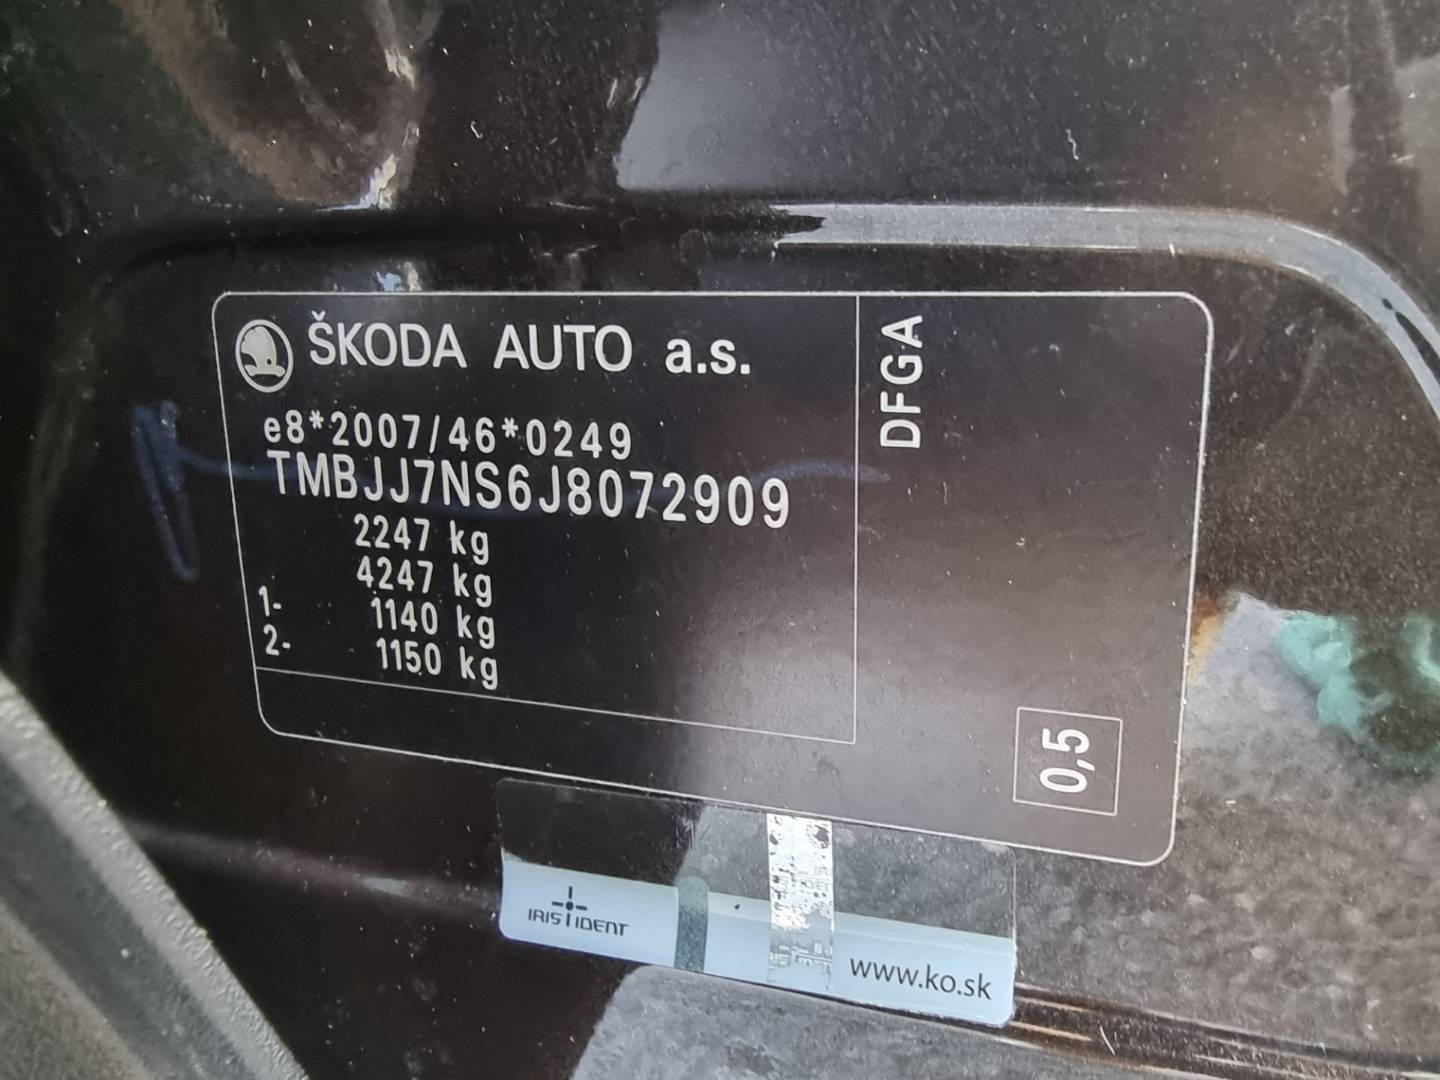 ŠKODA AUTO a.s.
e8*2007/46*0249
TMBJJ7NS6J8072909
2247 kg
4247 kg
1- 1140 kg
2- 1150 kg
DFGA
0,5
IRIS IDENT
www.ko.sk